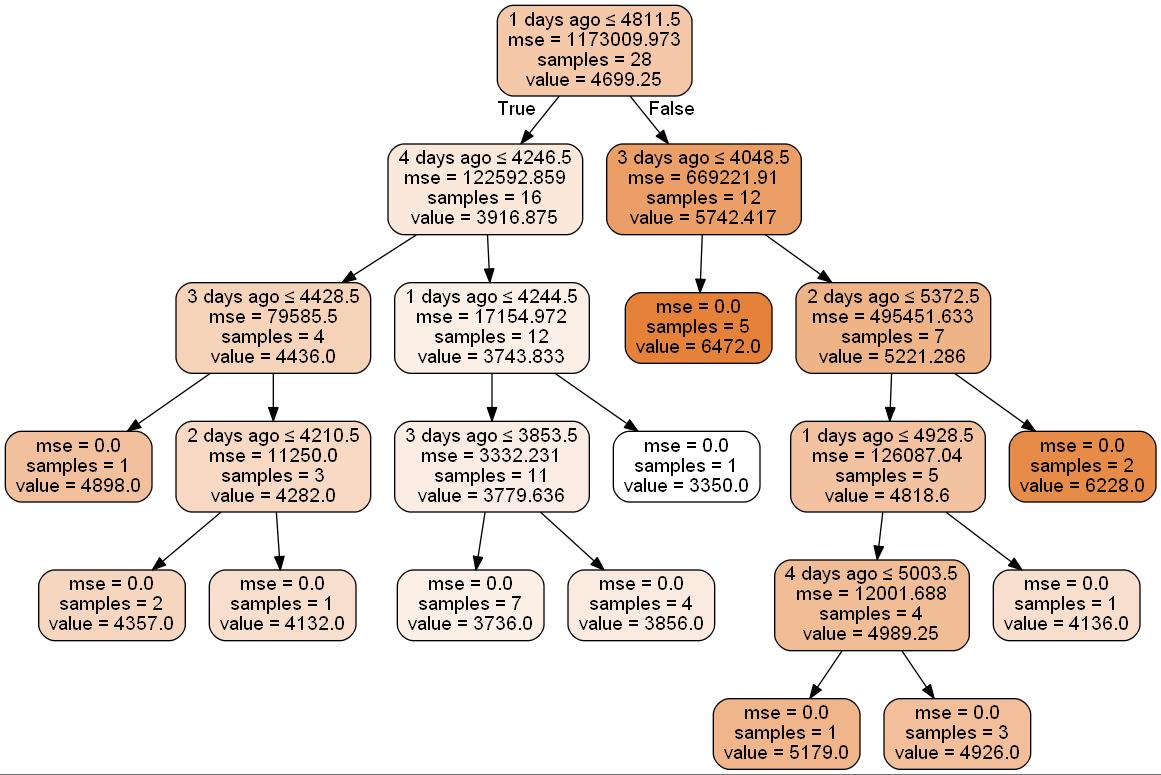 1 days ago ≤ 4811.5
mse = 1173009.973
samples = 28
value = 4699.25
True
False
4 days ago ≤ 4246.5
mse = 122592.859
samples = 16
value = 3916.875
3 days ago ≤ 4048.5
mse = 669221.91
samples = 12
value = 5742.417
3 days ago ≤ 4428.5
mse = 79585.5
samples = 4
value = 4436.0
1 days ago ≤ 4244.5
mse = 17154.972
samples = 12
value = 3743.833
mse = 0.0
samples = 5
value = 6472.0
2 days ago ≤ 5372.5
mse = 495451.633
samples = 7
value = 5221.286
mse = 0.0
samples = 1
value = 4898.0
2 days ago ≤ 4210.5
mse = 11250.0
samples = 3
value = 4282.0
3 days ago ≤ 3853.5
mse = 3332.231
samples = 11
value = 3779.636
mse = 0.0
samples = 1
value = 3350.0
1 days ago ≤ 4928.5
mse = 126087.04
samples = 5
value = 4818.6
mse = 0.0
samples = 2
value = 6228.0
mse = 0.0
samples = 2
value = 4357.0
mse = 0.0
samples = 1
value = 4132.0
mse = 0.0
samples = 7
value = 3736.0
mse = 0.0
samples = 4
value = 3856.0
4 days ago ≤ 5003.5
mse = 12001.688
samples = 4
value = 4989.25
mse = 0.0
samples = 1
value = 4136.0
mse = 0.0
samples = 1
value = 5179.0
mse = 0.0
samples = 3
value = 4926.0